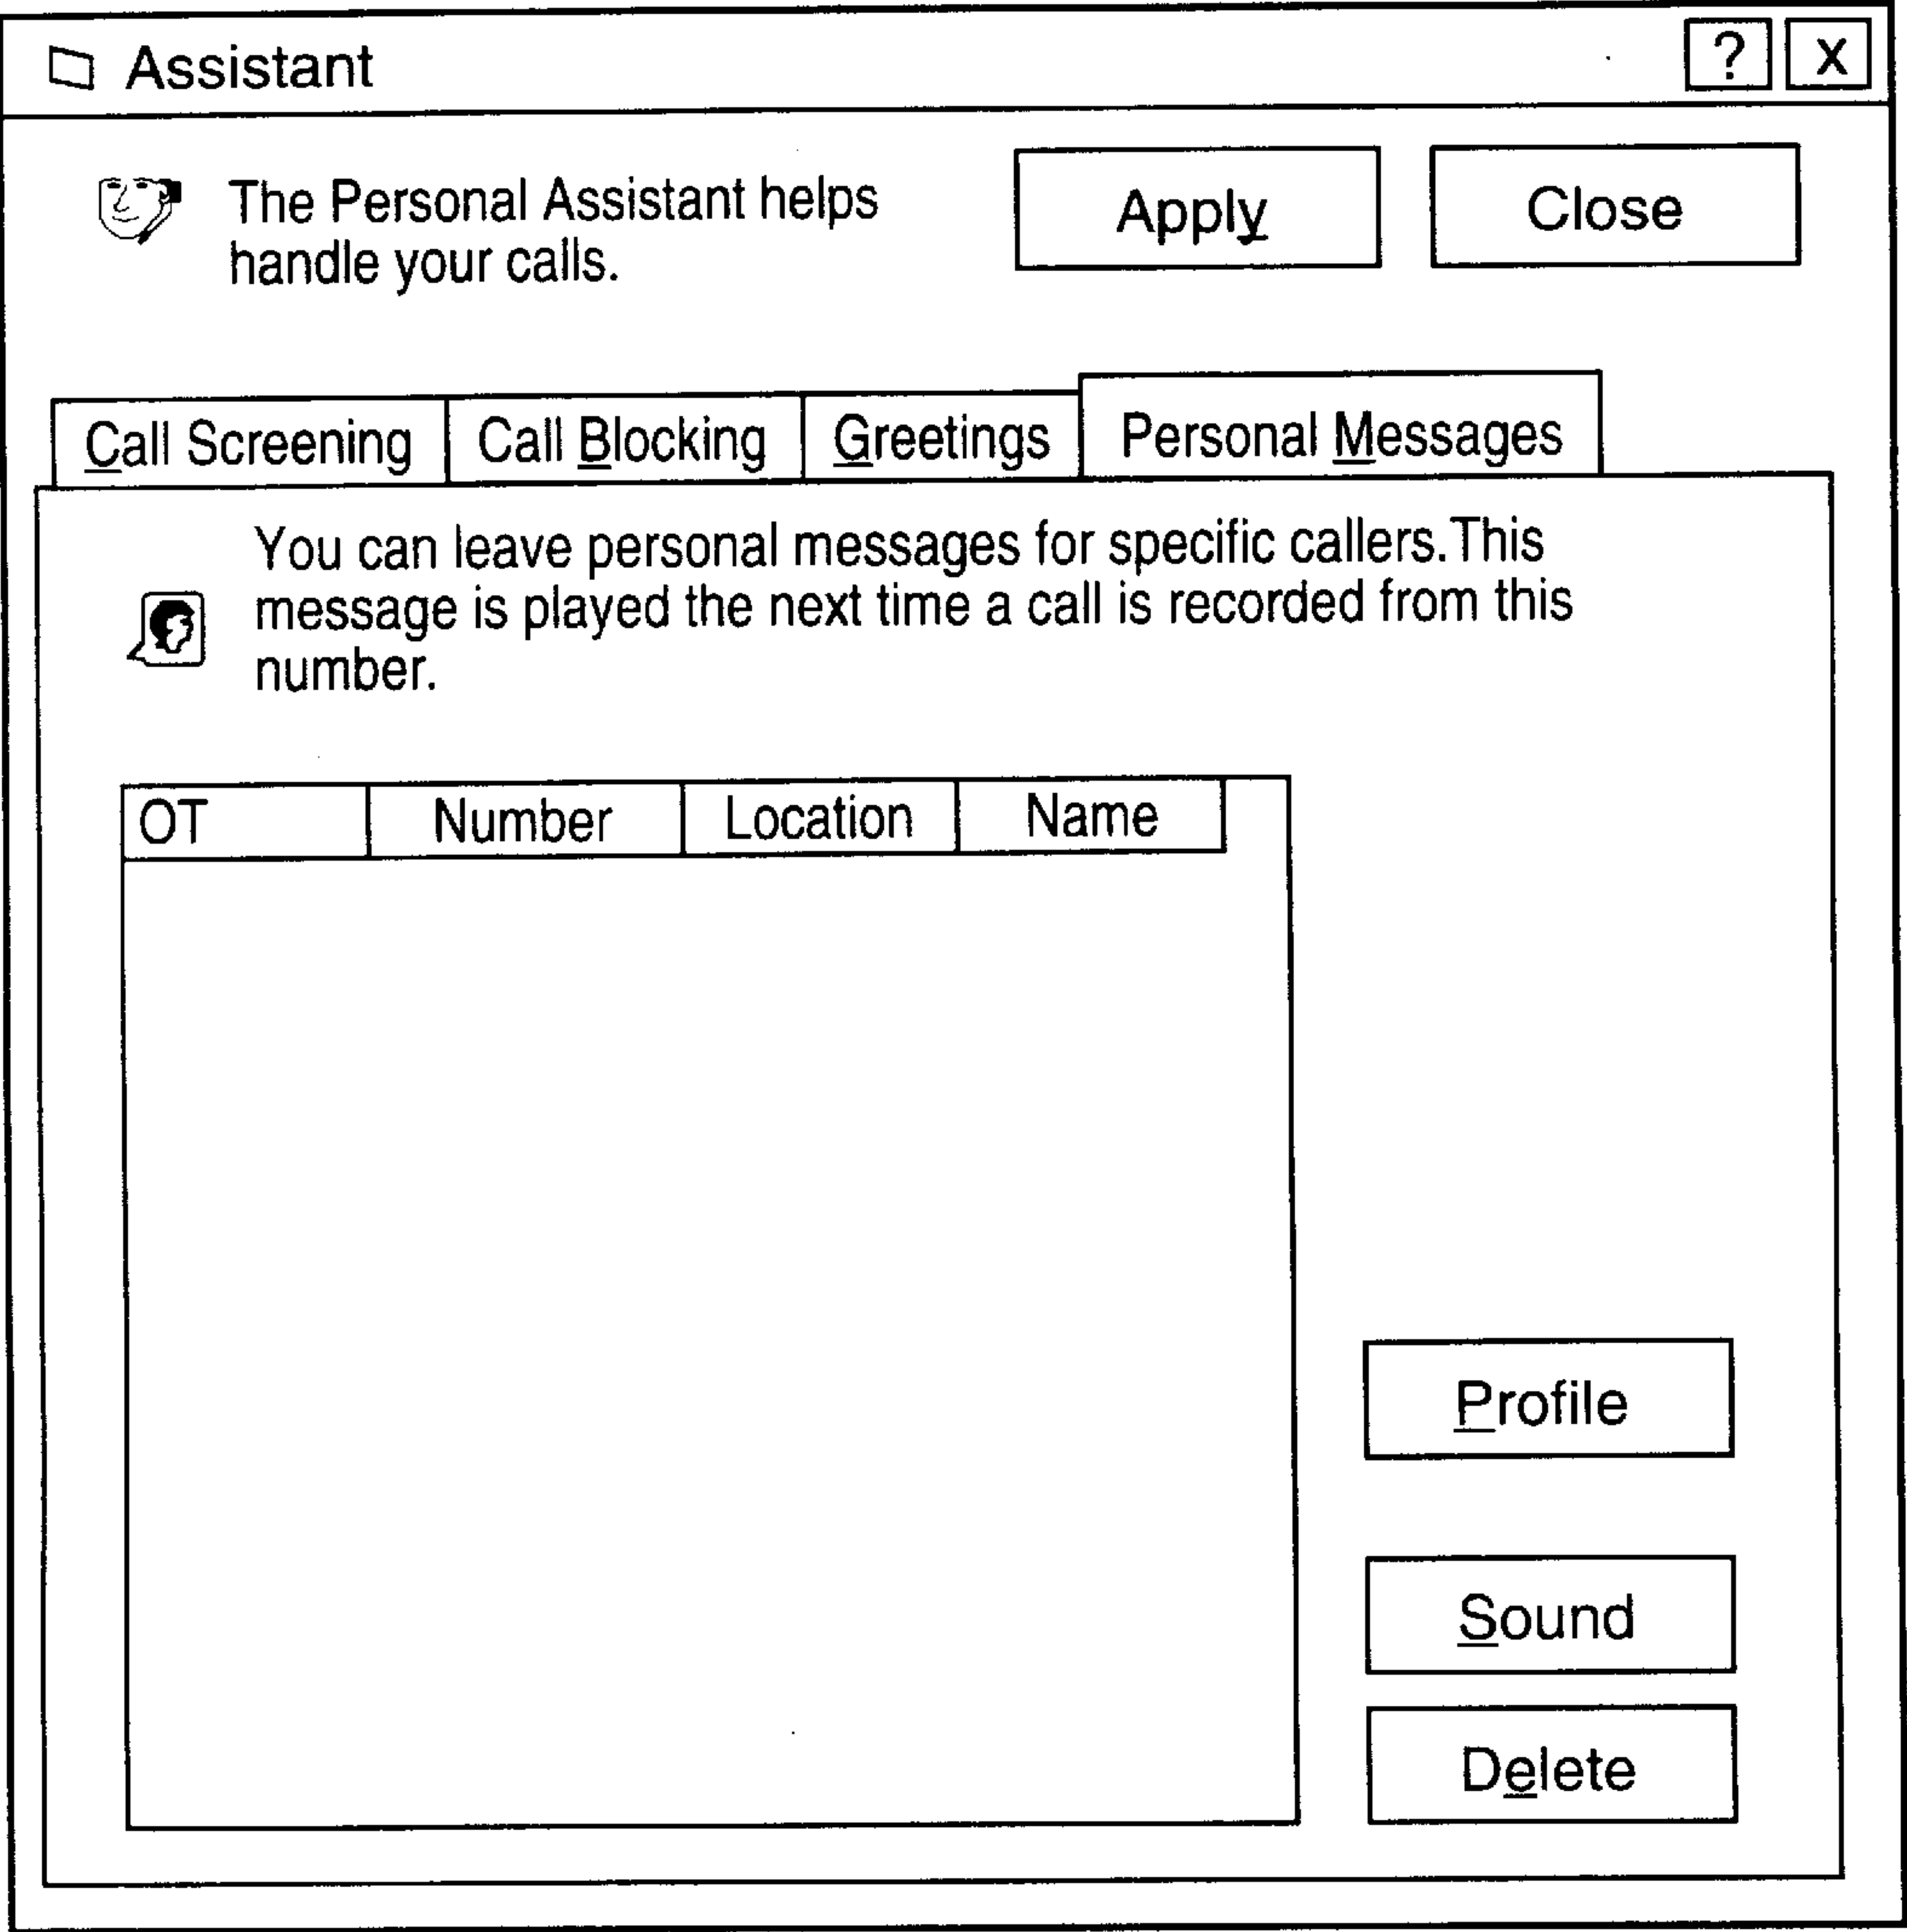 Assistant ? X
The Personal Assistant helps
handle your calls.
Apply Close
Call Screening Call Blocking Greetings Personal Messages
You can leave personal messages for specific callers.This
message is played the next time a call is recorded from this
number.
OT Number Location Name
Profile
Sound
Delete